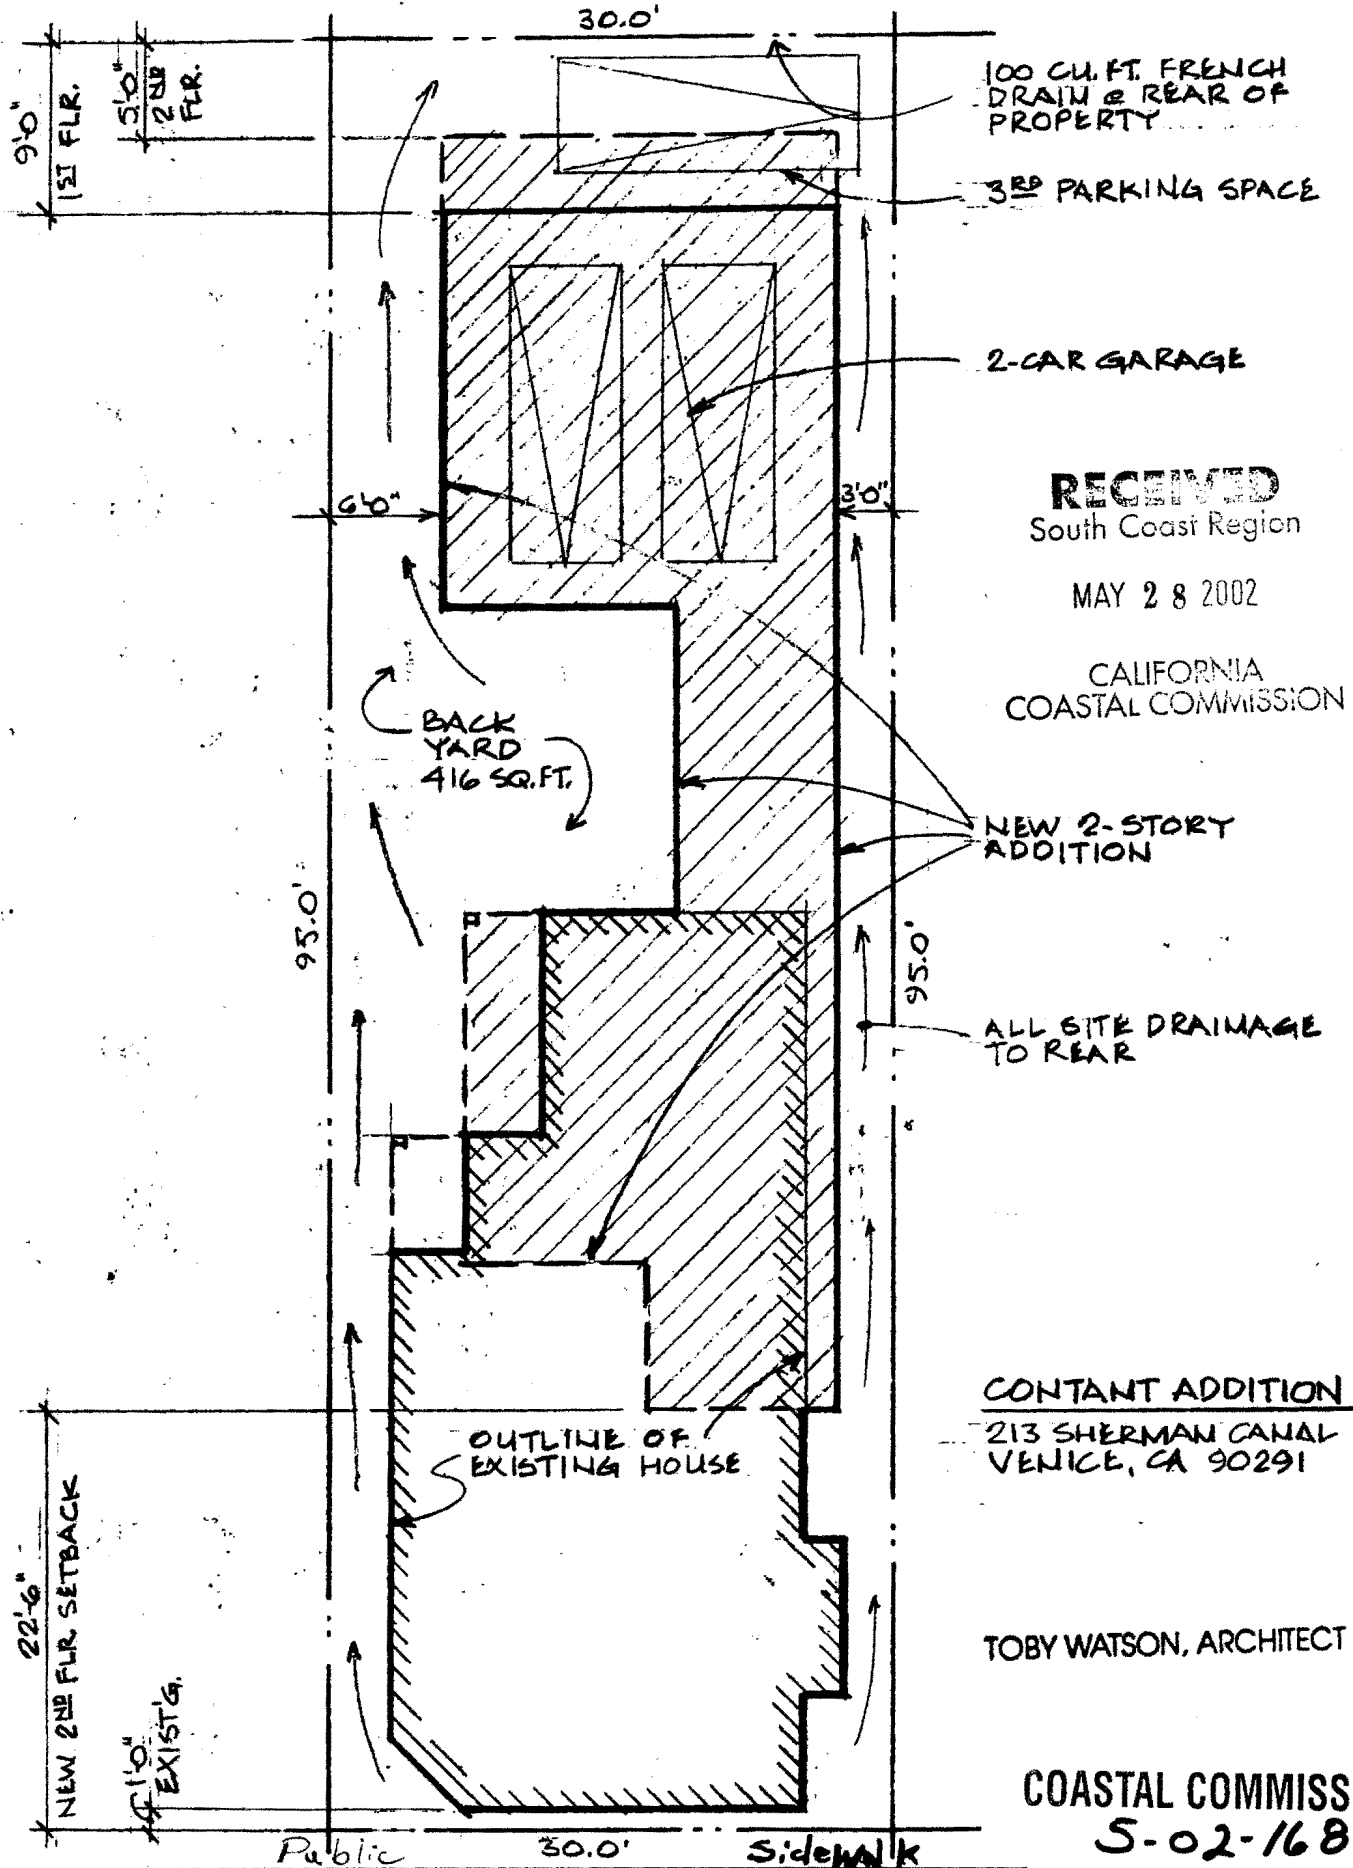 30.0'
9'0"
1ST FLR.
5'0"
2ND
FLR.
100 CU. FT. FRENCH
DRAIN @ REAR OF
PROPERTY
3RD PARKING SPACE
2-CAR GARAGE
6'0"
3'0"
RECEIVED
South Coast Region
MAY 28 2002
CALIFORNIA
COASTAL COMMISSION
BACK
YARD
416 SQ.FT.
NEW 2-STORY
ADDITION
95.0'
95.0'
ALL SITE DRAINAGE
TO REAR
CONTANT ADDITION
213 SHERMAN CANAL
VENICE, CA 90291
OUTLINE OF
EXISTING HOUSE
22'-6"
NEW 2ND FLR. SETBACK
1'0"
EXIST'G.
TOBY WATSON, ARCHITECT
COASTAL COMMISS
5-02-168
Public 30.0' Sidewalk